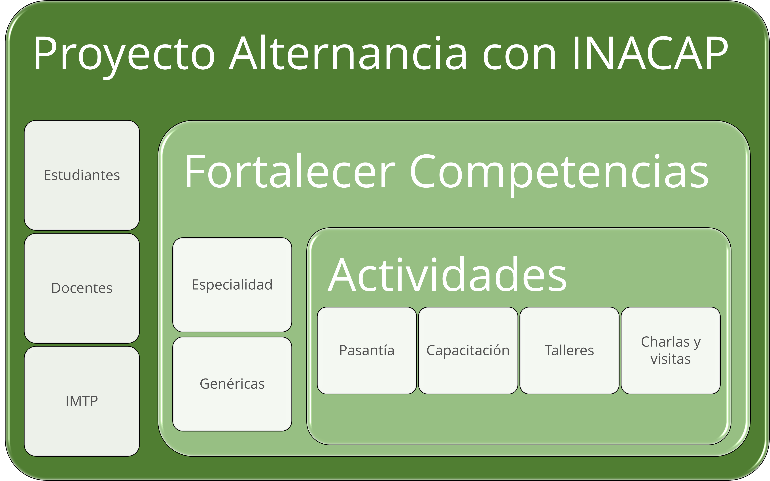 Proyecto Alternancia con INACAP
Estudiantes
Docentes
IMTP
Fortalecer Competencias
Especialidad
Genéricas
Actividades
Pasantía
Capacitación
Talleres
Charlas y
visitas